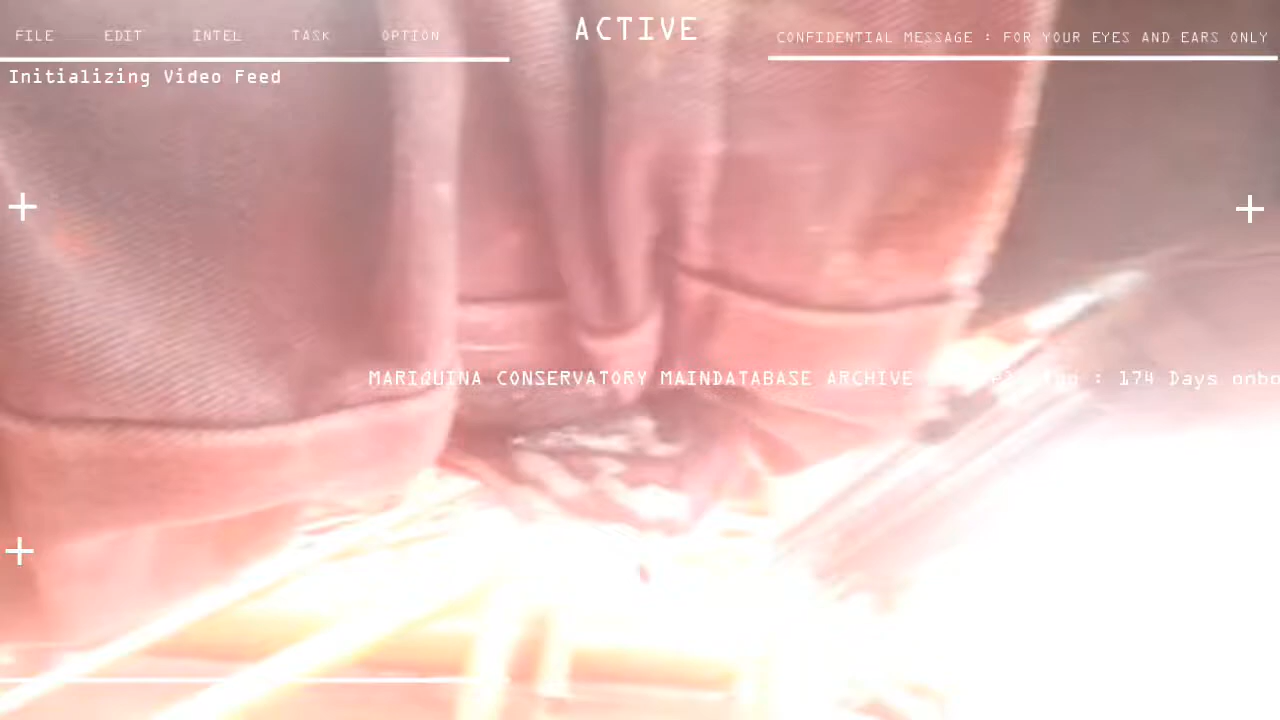 FILE EDIT INTEL TASK OPTION
ACTIVE
CONFIDENTIAL MESSAGE : FOR YOUR EYES AND EARS ONLY
Initializing Video Feed
MARIQUINA CONSERVATORY MAINDATABASE ARCHIVE : 174 Days onbo